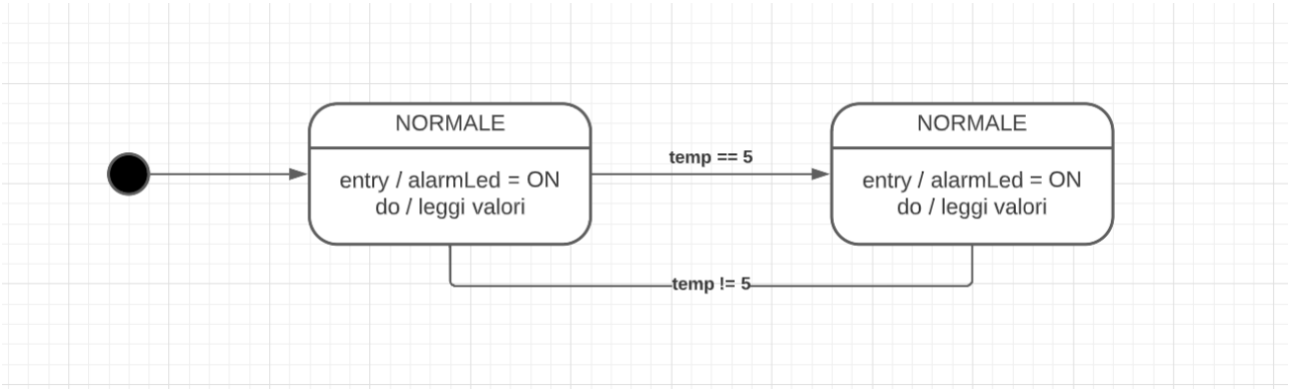 NORMALE
entry / alarmLed = ON
do / leggi valori
temp == 5
NORMALE
entry / alarmLed = ON
do / leggi valori
temp != 5